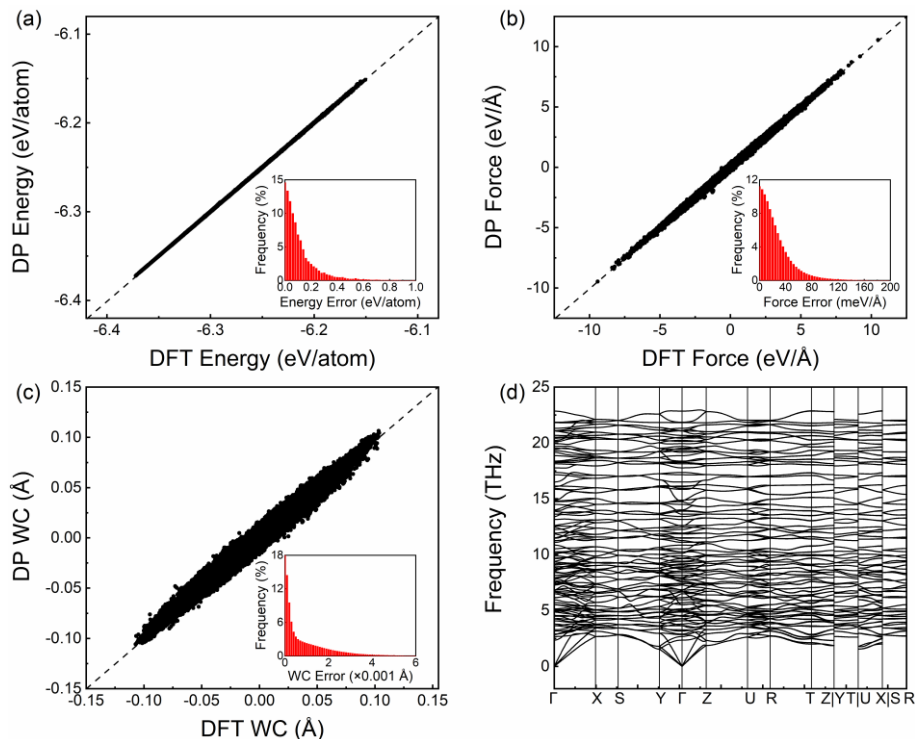 (a)
-6.1
-6.2
-6.3
-6.4
DP Energy (eV/atom)
-6.4 -6.3 -6.2 -6.1
DFT Energy (eV/atom)
15
10
5
0
Frequency (%)
0.0 0.2 0.4 0.6 0.8 1.0
Energy Error (eV/atom)
(b)
10
5
0
-5
-10
DP Force (eV/Å)
-10 -5 0 5 10
DFT Force (eV/Å)
12
8
4
0
Frequency (%)
0 40 80 120 160 200
Force Error (meV/Å)
(c)
0.15
0.10
0.05
0.00
-0.05
-0.10
-0.15
DP WC (Å)
-0.15 -0.10 -0.05 0.00 0.05 0.10 0.15
DFT WC (Å)
18
12
6
0
Frequency (%)
0 2 4 6
WC Error (×0.001 Å)
(d)
25
20
15
10
5
0
Frequency (THz)
Γ X S Y Γ Z U R T Z|Y T|U X|S R